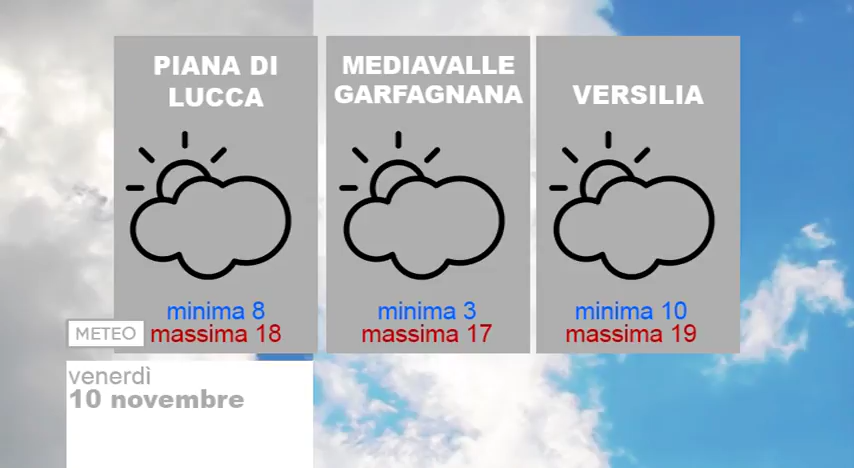 PIANA DI
LUCCA
minima 8
massima 18
MEDIAVALLE
GARFAGNANA
minima 3
massima 17
VERSILIA
minima 10
massima 19
METEO
venerdì
10 novembre